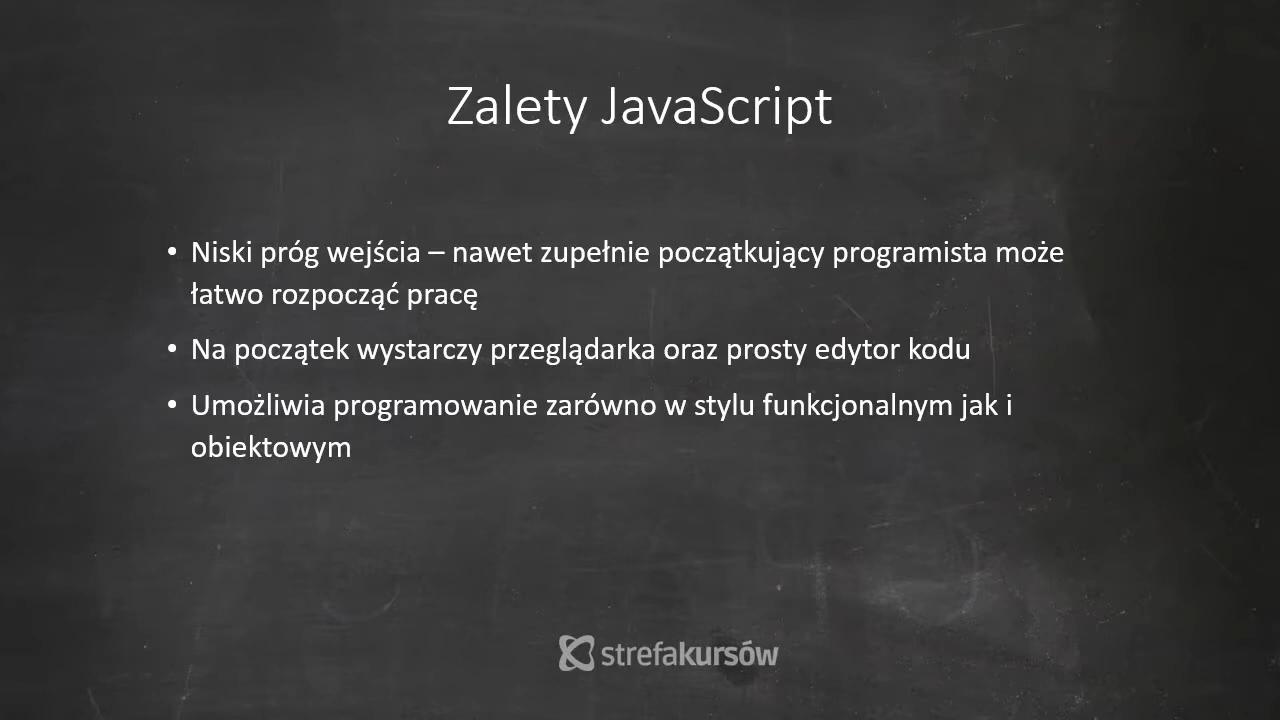 Zalety JavaScript
• Niski próg wejścia – nawet zupełnie początkujący programista może
łatwo rozpocząć pracę
• Na początek wystarczy przeglądarka oraz prosty edytor kodu
• Umożliwia programowanie zarówno w stylu funkcjonalnym jak i
obiektowym
strefakursów